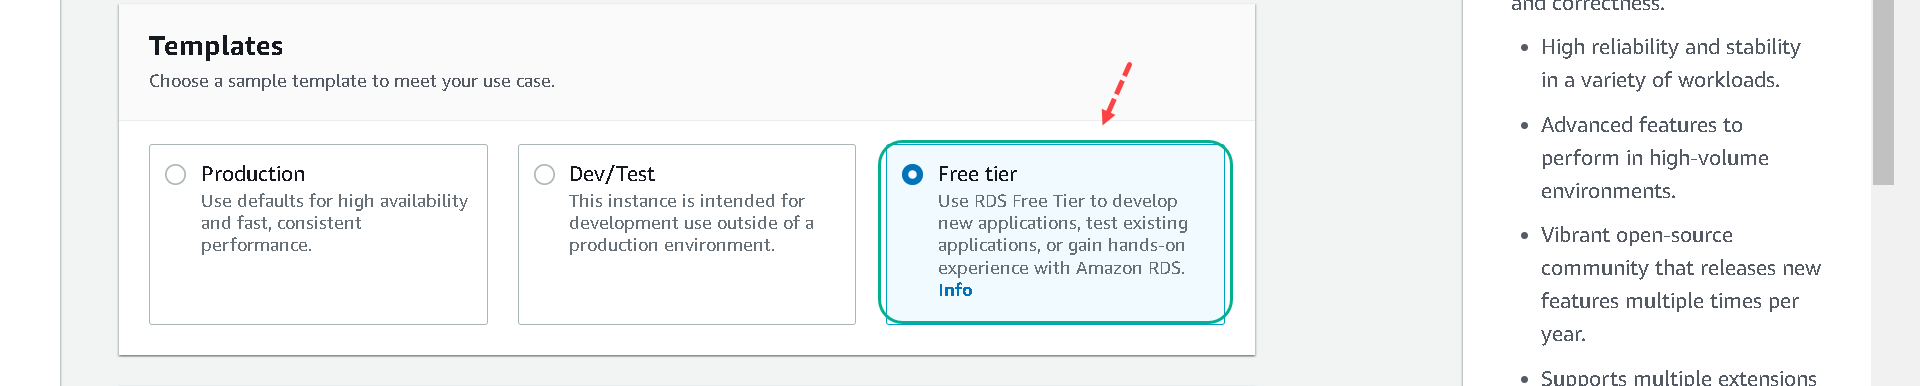 Templates
Choose a sample template to meet your use case.
Production
Use defaults for high availability
and fast, consistent
performance.
Dev/Test
This instance is intended for
development use outside of a
production environment.
Free tier
Use RDS Free Tier to develop
new applications, test existing
applications, or gain hands-on
experience with Amazon RDS.
Info
and correctness.
• High reliability and stability
in a variety of workloads.
• Advanced features to
perform in high-volume
environments.
• Vibrant open-source
community that releases new
features multiple times per
year.
• Supports multiple extensions